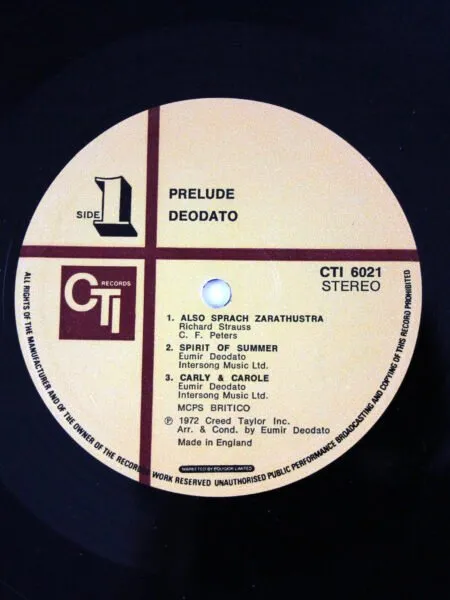 SIDE 1
PRELUDE
DEODATO
CTI RECORDS
CTI 6021
STEREO
1. ALSO SPRACH ZARATHUSTRA
Richard Strauss
C. F. Peters
2. SPIRIT OF SUMMER
Eumir Deodato
Intersong Music Ltd.
3. CARLY & CAROLE
Eumir Deodato
Intersong Music Ltd.
MCPS BRITICO
℗ 1972 Creed Taylor Inc.
Arr. & Cond. by Eumir Deodato
Made in England
MARKETED BY POLYDOR LIMITED
ALL RIGHTS OF THE MANUFACTURER AND OF THE OWNER OF THE RECORDED WORK RESERVED UNAUTHORISED PUBLIC PERFORMANCE BROADCASTING AND COPYING OF THIS RECORD PROHIBITED